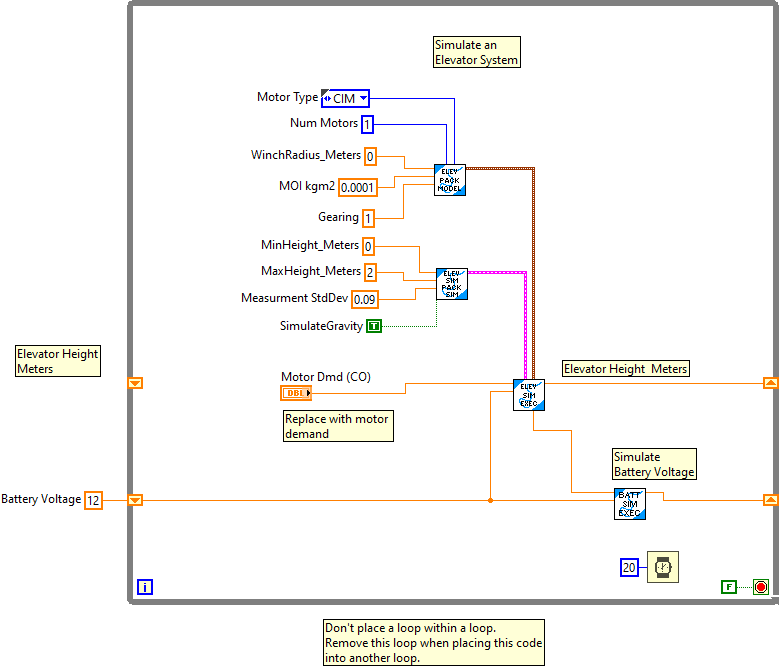 Simulate an
Elevator System
Motor Type
CIM
Num Motors
1
WinchRadius_Meters
0
MOI kgm2
0.0001
Gearing
1
ELEV
PACK
MODEL
MinHeight_Meters
0
MaxHeight_Meters
2
Measurment StdDev
0.09
SimulateGravity
T
ELEV
SIM
PACK
SIM
Elevator Height
Meters
Motor Dmd (CO)
DBL
Replace with motor
demand
ELEV
SIM
EXEC
Elevator Height  Meters
Simulate
Battery Voltage
Battery Voltage
12
BATT
SIM
EXEC
20
i
F
Don't place a loop within a loop.
Remove this loop when placing this code
into another loop.